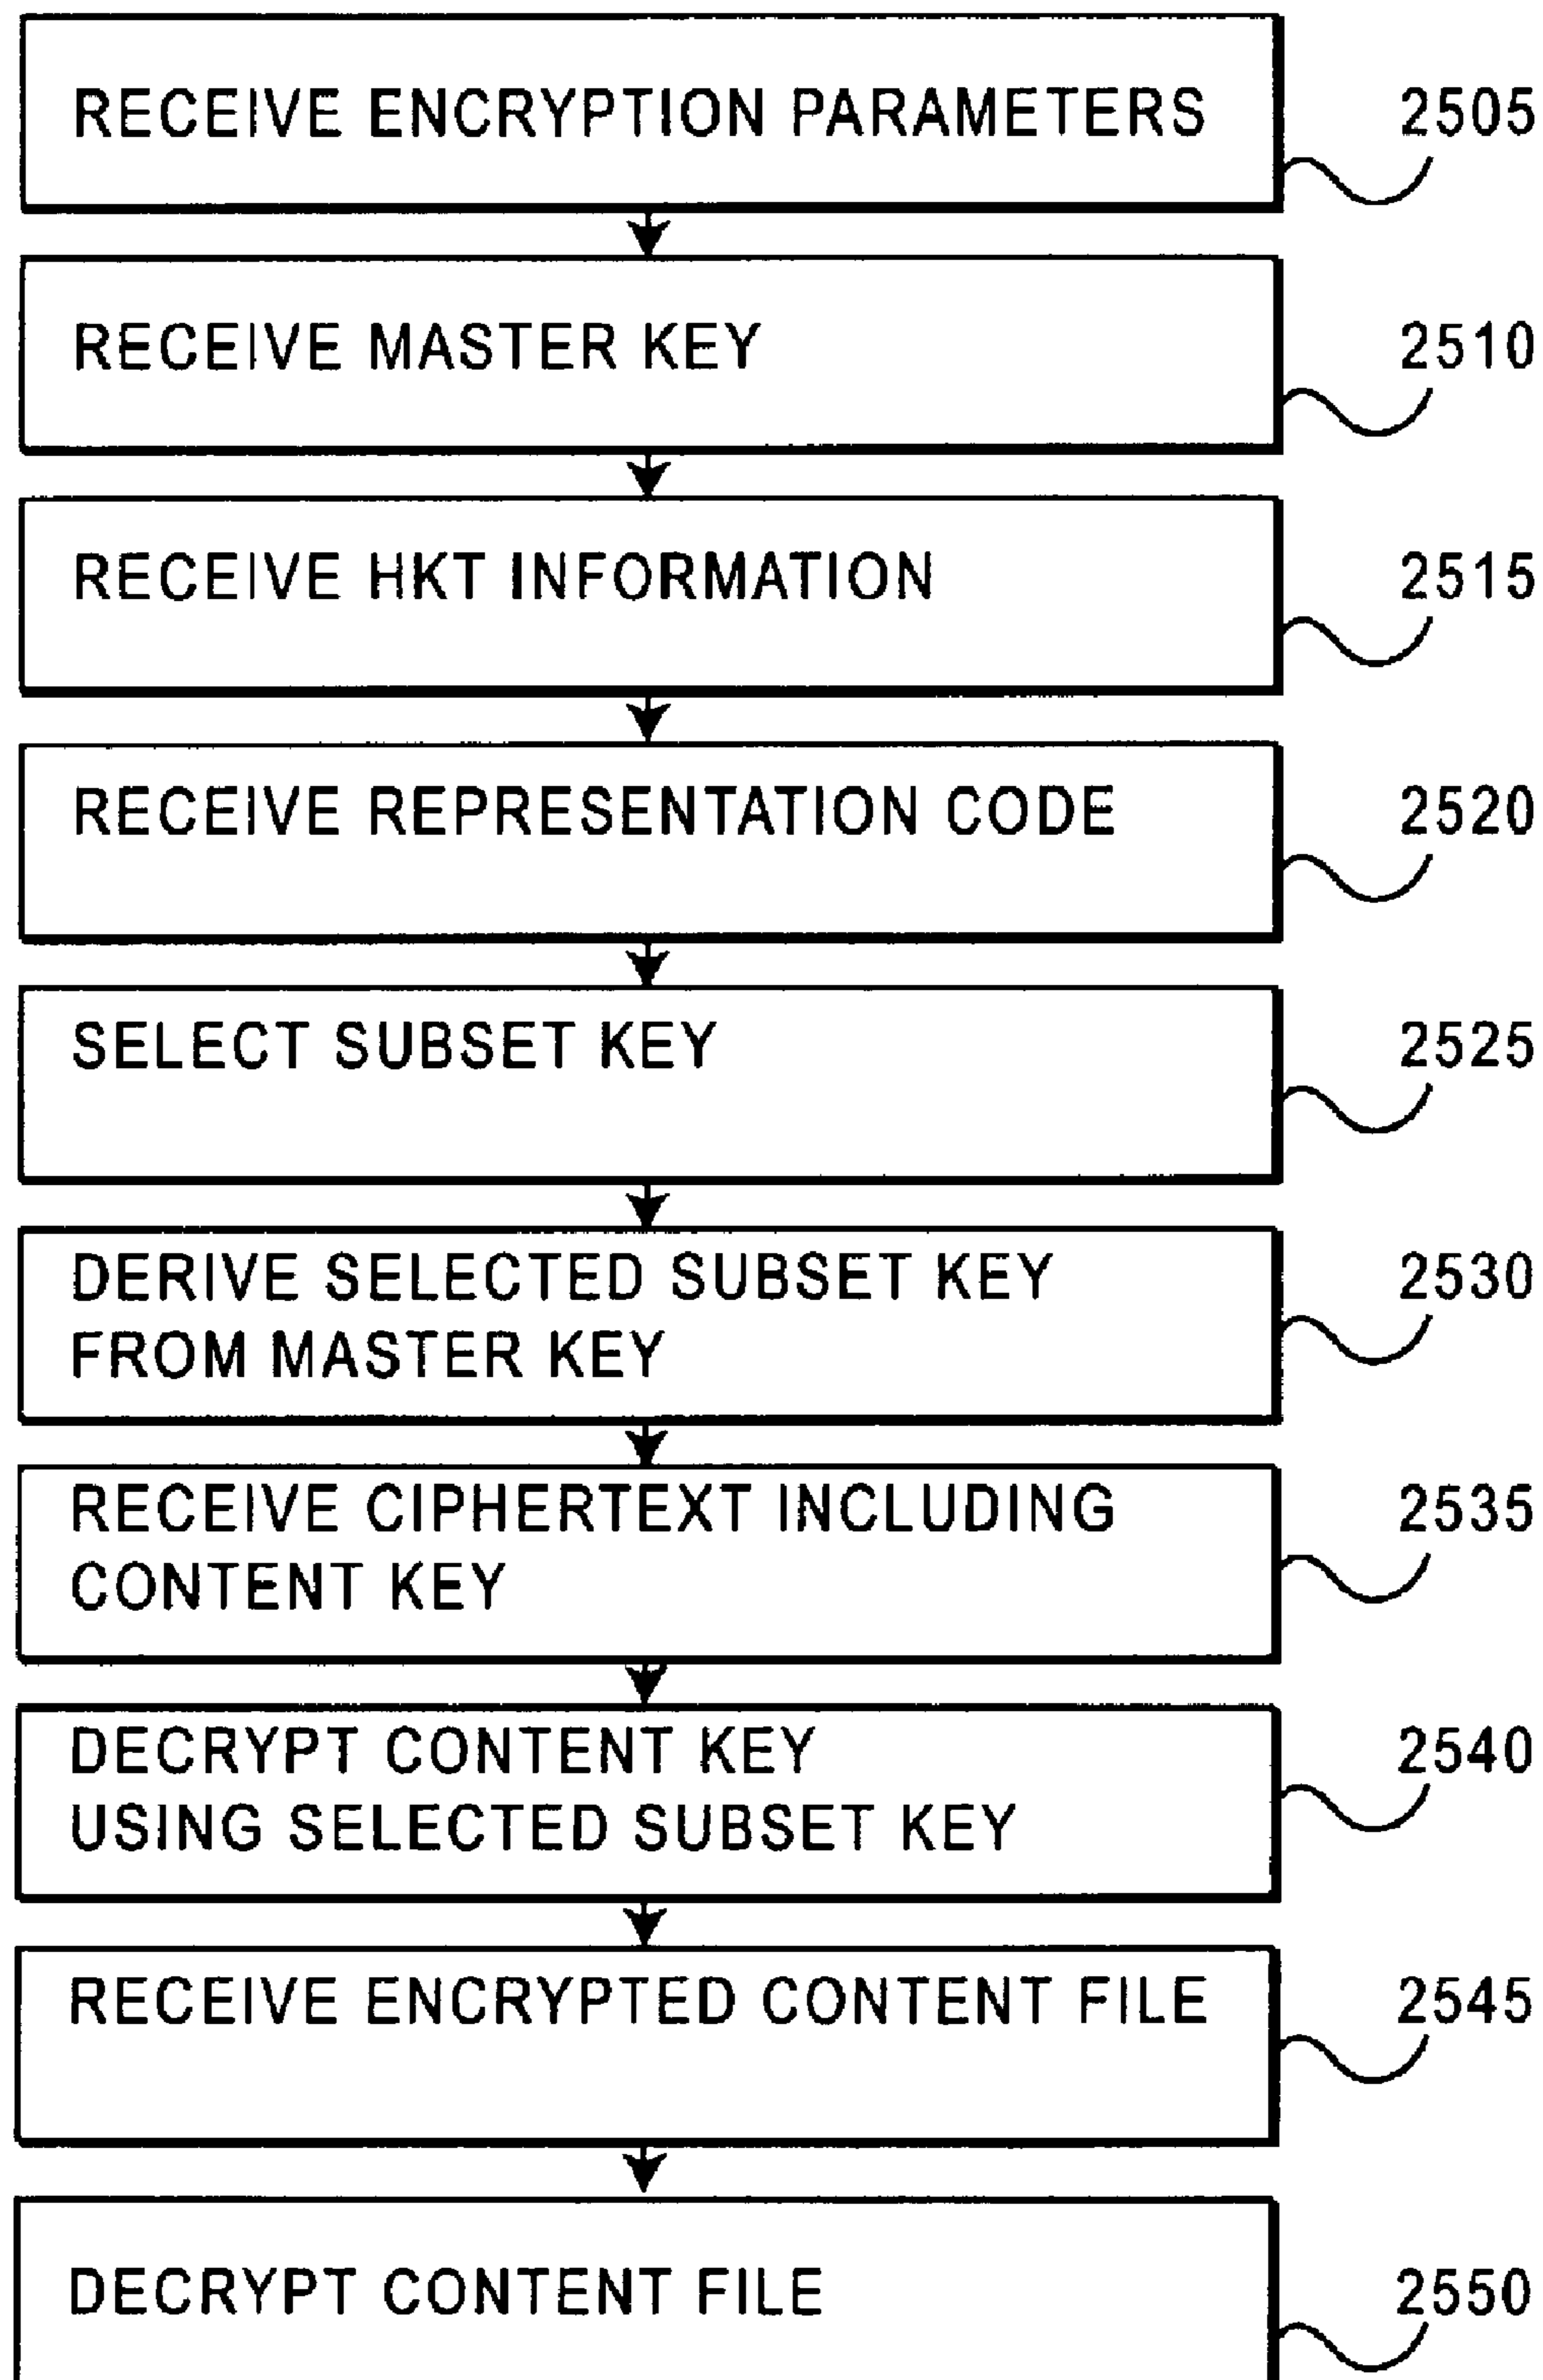 RECEIVE ENCRYPTION PARAMETERS 2505
RECEIVE MASTER KEY 2510
RECEIVE HKT INFORMATION 2515
RECEIVE REPRESENTATION CODE 2520
SELECT SUBSET KEY 2525
DERIVE SELECTED SUBSET KEY 2530
FROM MASTER KEY
RECEIVE CIPHERTEXT INCLUDING 2535
CONTENT KEY
DECRYPT CONTENT KEY 2540
USING SELECTED SUBSET KEY
RECEIVE ENCRYPTED CONTENT FILE 2545
DECRYPT CONTENT FILE 2550